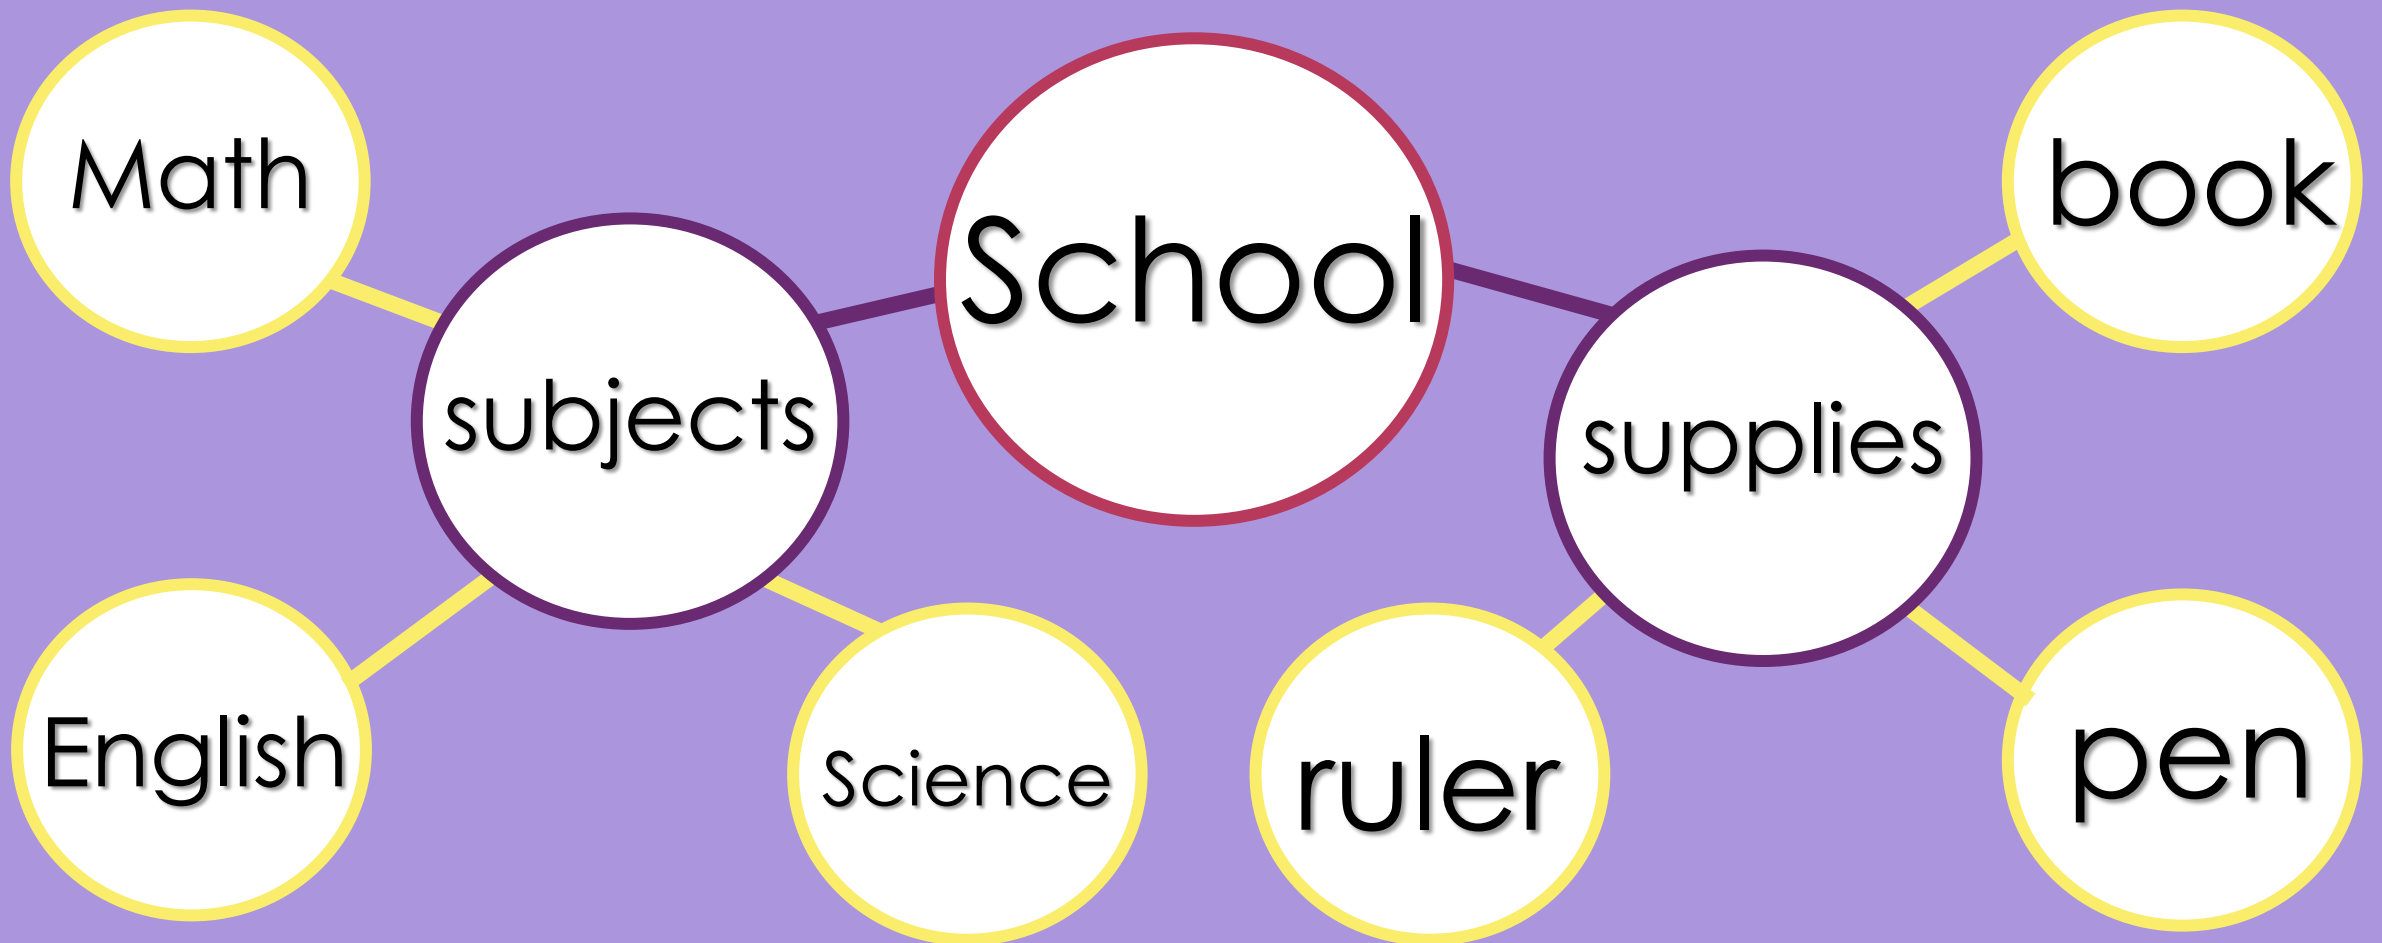 School
subjects
Math
English
Science
supplies
book
ruler
pen